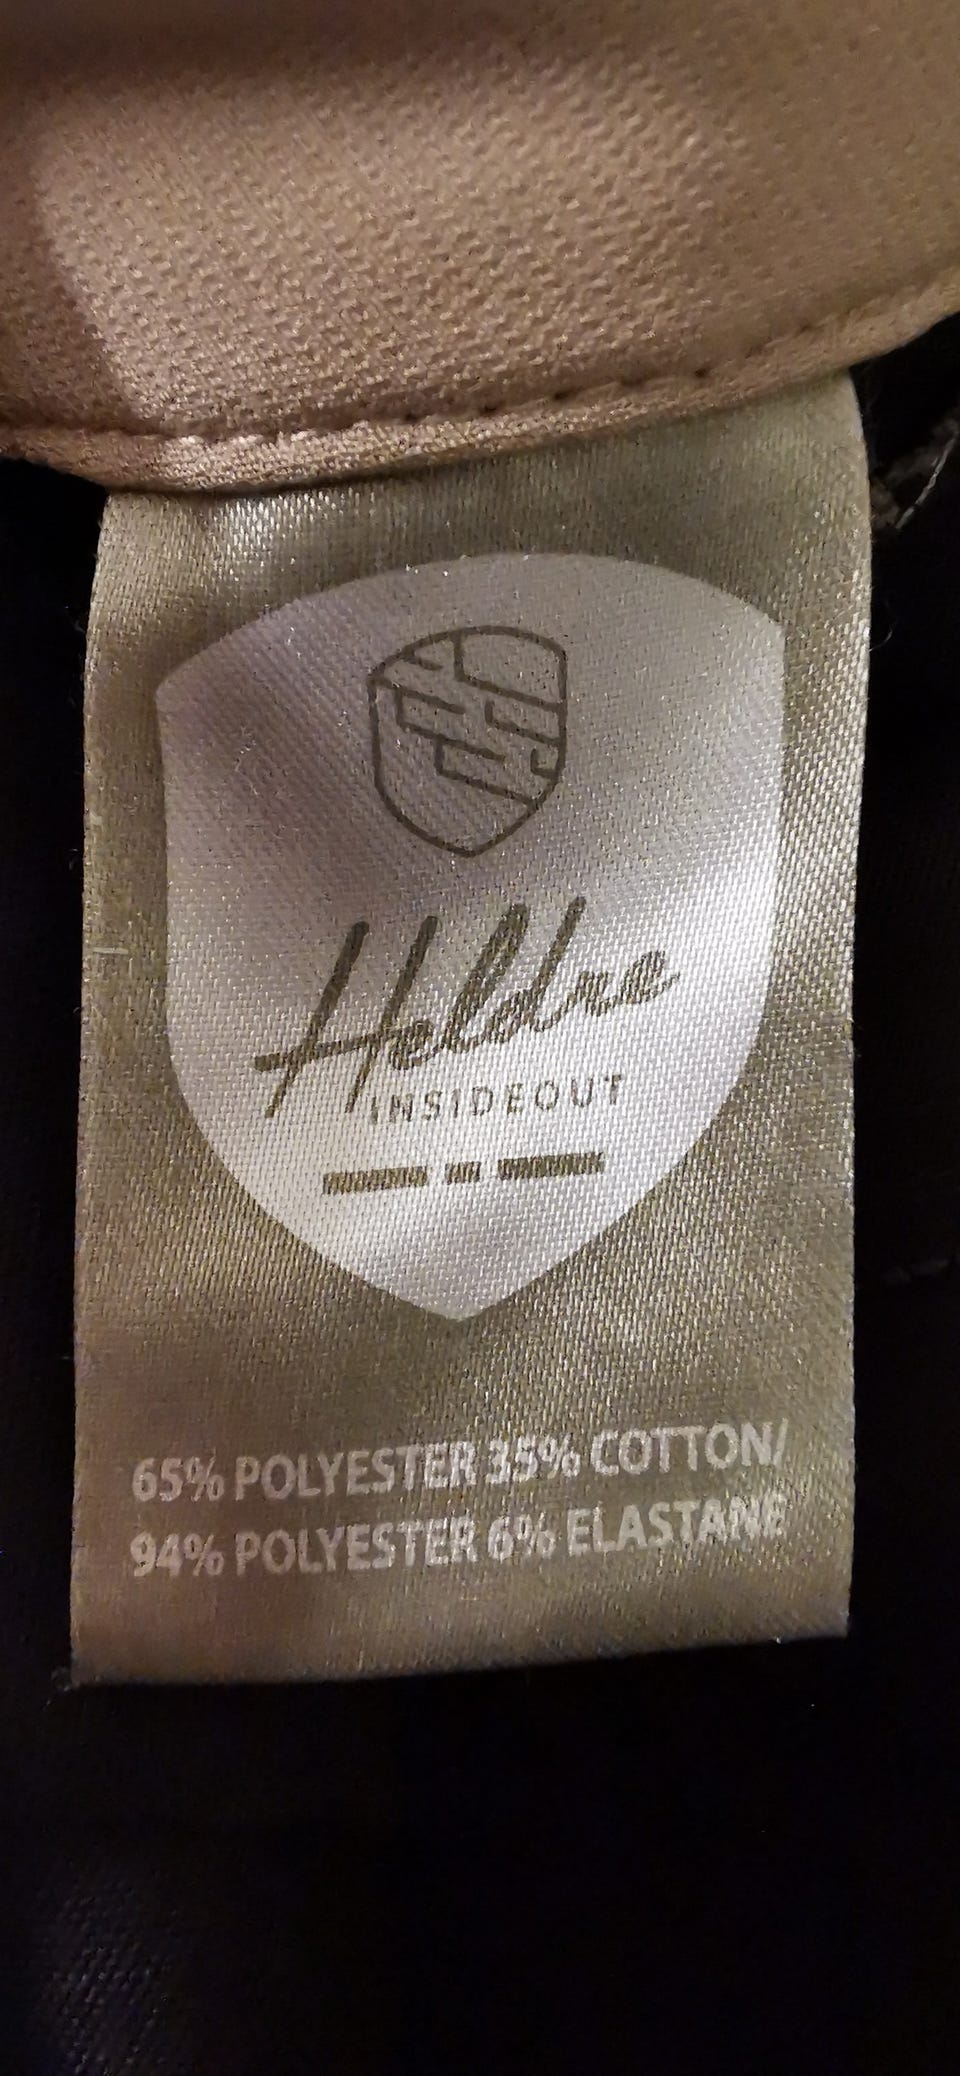 Heldre
INSIDEOUT
65% POLYESTER 35% COTTON/
94% POLYESTER 6% ELASTANE